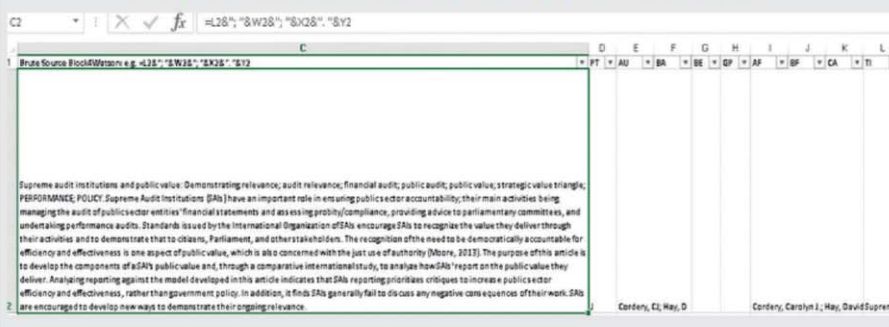 C2 fx =L2&"; "&W2&"; "&X2&". "&Y2
C D E F G H I J K L
1 Brute Source Block4Watson: e.g. =L2&"; "&W2&"; "&X2&". "&Y2 PT AU BA BE GP AF BF CA TI
Supreme audit institutions and public value: Demonstrating relevance; audit relevance; financial audit; public audit; public value; strategic value triangle;
PERFORMANCE; POLICY. Supreme Audit Institutions (SAIs) have an important role in ensuring public sector accountability; their main activities being
managing the audit of public sector entities' financial statements and assessing probity/compliance, providing advice to parliamentary committees, and
undertaking performance audits. Standards issued by the International Organization of SAIs encourage SAIs to recognize the value they deliver through
their activities and to demonstrate that to citizens, Parliament, and other stakeholders. The recognition of the need to be democratically accountable for
efficiency and effectiveness is one aspect of public value, which is also concerned with the just use of authority (Moore, 2013). The purpose of this article is
to develop the components of a SAI's public value and, through a comparative international study, to analyze how SAIs' report on the public value they
deliver. Analyzing reporting against the model developed in this article indicates that SAIs reporting prioritizes critiques to increase public sector
efficiency and effectiveness, rather than government policy. In addition, it finds SAIs generally fail to discuss any negative consequences of their work. SAIs
2 are encouraged to develop new ways to demonstrate their ongoing relevance. J Cordery, CJ; Hay, D Cordery, Carolyn J.; Hay, David Suprem